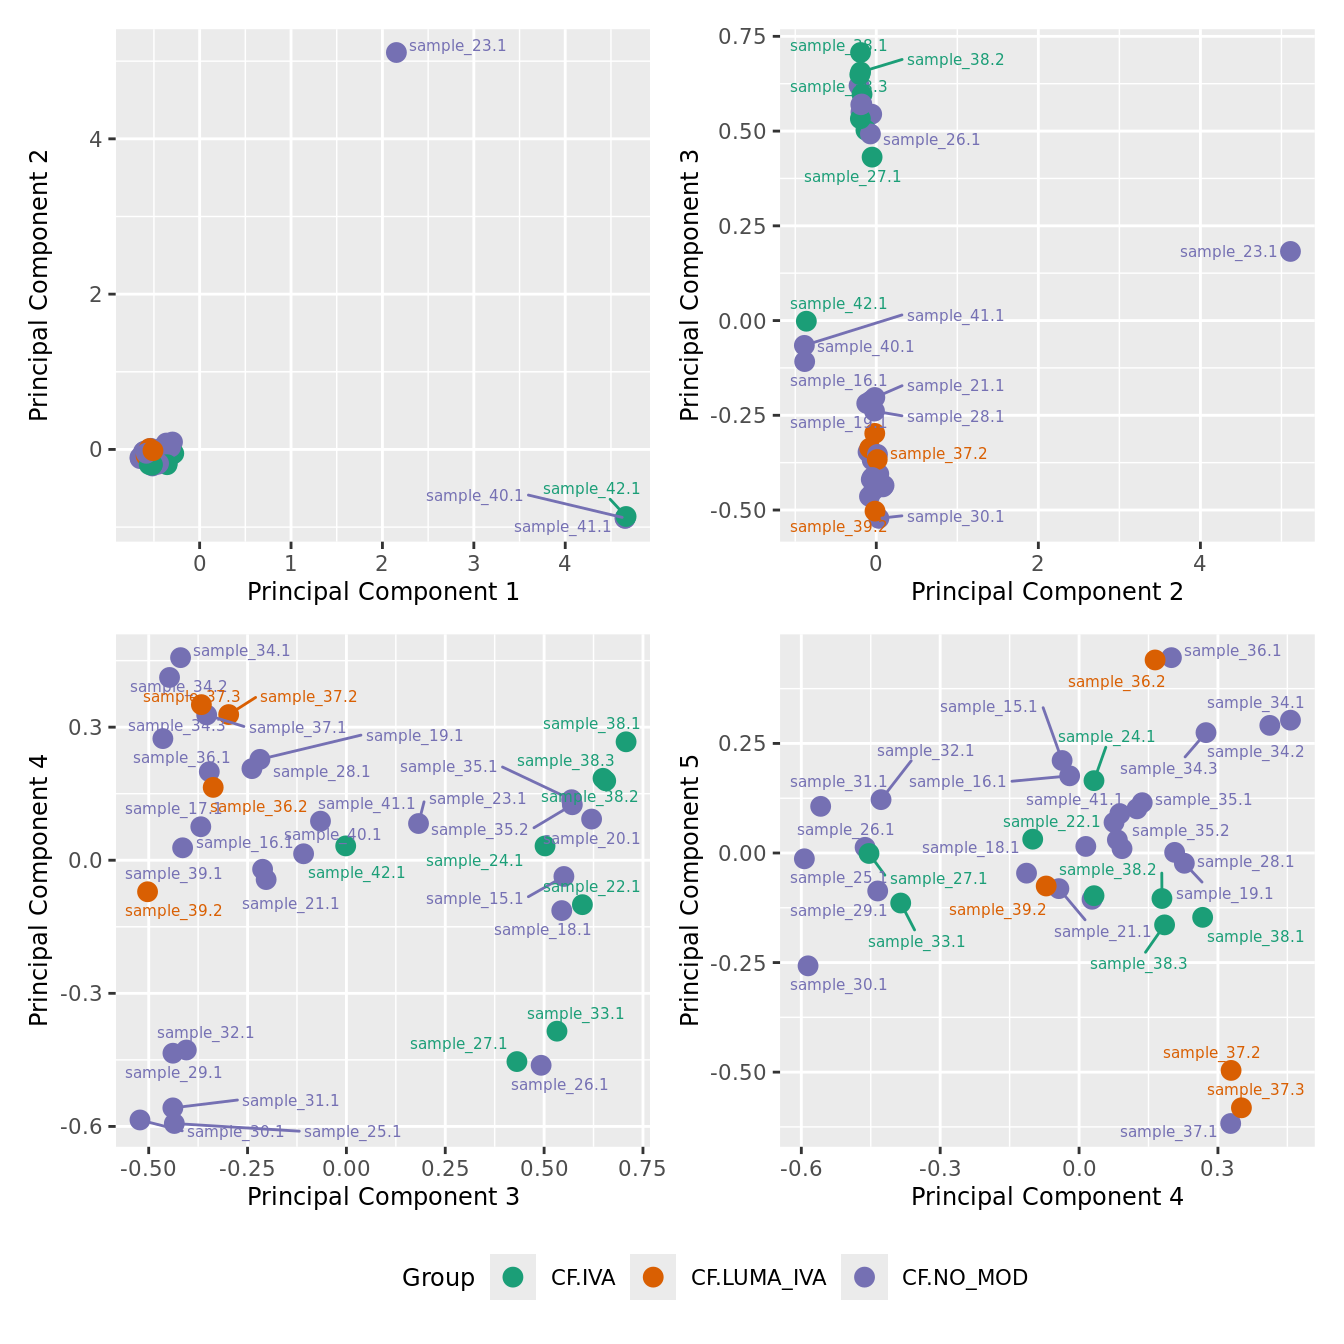 sample_23.1
sample_40.1
sample_42.1
sample_41.1
Principal Component 2
4
2
0
0
1
2
3
4
Principal Component 1
sample_38.1
sample_38.2
sample_38.3
sample_26.1
sample_27.1
sample_23.1
sample_42.1
sample_41.1
sample_40.1
sample_16.1
sample_21.1
sample_19.1
sample_28.1
sample_37.2
sample_30.1
sample_39.2
Principal Component 3
0.75
0.50
0.25
0.00
-0.25
-0.50
0
2
4
Principal Component 2
sample_34.1
sample_34.2
sample_37.3
sample_37.2
sample_34.3
sample_37.1
sample_19.1
sample_38.1
sample_36.1
sample_28.1
sample_35.1
sample_38.3
sample_17.1
sample_36.2
sample_41.1
sample_23.1
sample_38.2
sample_16.1
sample_40.1
sample_35.2
sample_20.1
sample_39.1
sample_42.1
sample_24.1
sample_22.1
sample_39.2
sample_21.1
sample_15.1
sample_18.1
sample_32.1
sample_33.1
sample_27.1
sample_29.1
sample_26.1
sample_31.1
sample_30.1
sample_25.1
Principal Component 4
0.3
0.0
-0.3
-0.6
-0.50
-0.25
0.00
0.25
0.50
0.75
Principal Component 3
sample_36.1
sample_36.2
sample_15.1
sample_34.1
sample_24.1
sample_32.1
sample_34.2
sample_34.3
sample_31.1
sample_16.1
sample_41.1
sample_35.1
sample_22.1
sample_26.1
sample_35.2
sample_18.1
sample_28.1
sample_38.2
sample_25.1
sample_27.1
sample_19.1
sample_29.1
sample_39.2
sample_21.1
sample_38.1
sample_33.1
sample_38.3
sample_30.1
sample_37.2
sample_37.3
sample_37.1
Principal Component 5
0.25
0.00
-0.25
-0.50
-0.6
-0.3
0.0
0.3
Principal Component 4
Group
CF.IVA
CF.LUMA_IVA
CF.NO_MOD